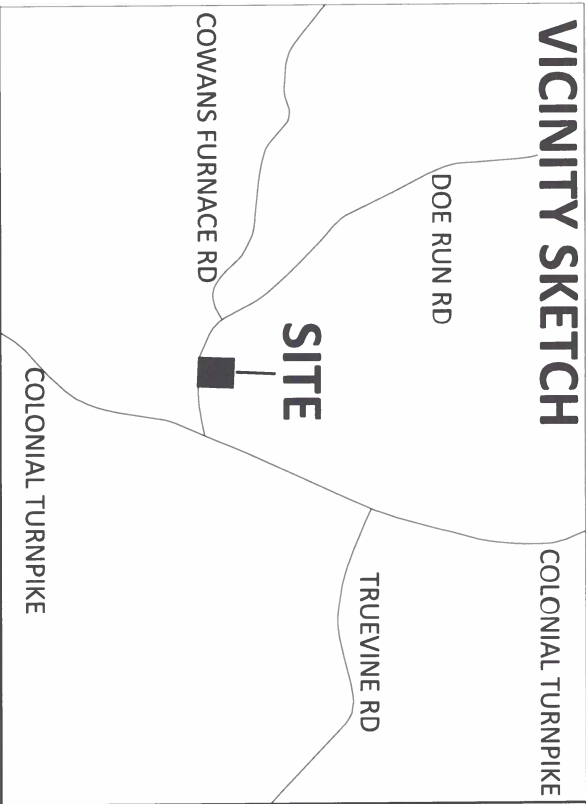 VICINITY SKETCH
COLONIAL TURNPIKE
DOE RUN RD
TRUEVINE RD
SITE
COWANS FURNACE RD
COLONIAL TURNPIKE